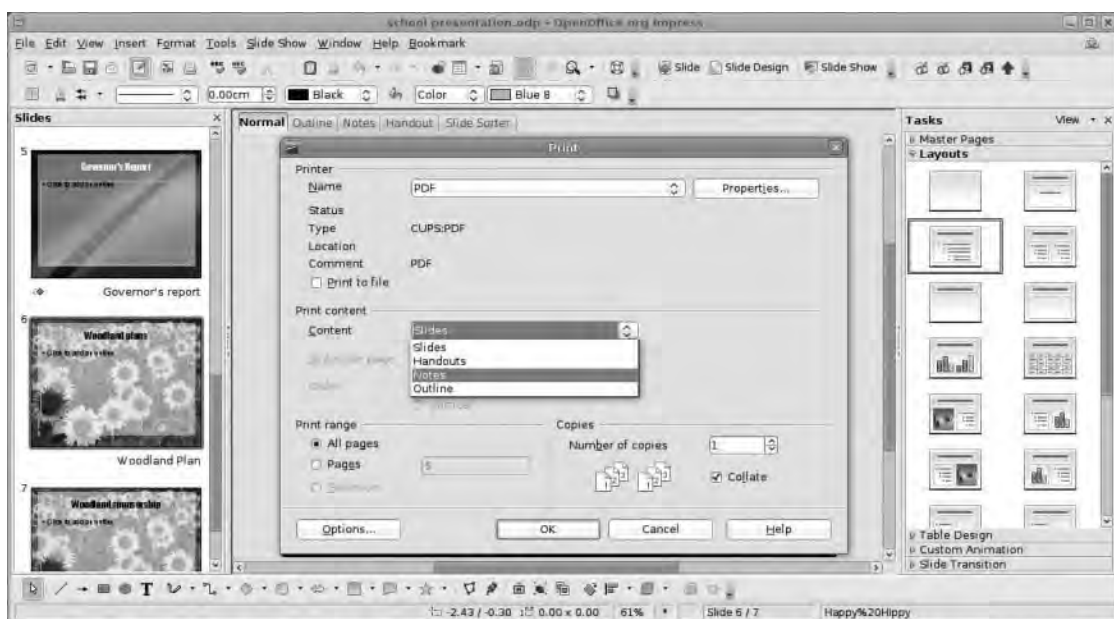 school presentation.odp - OpenOffice.org Impress
File Edit View Insert Format Tools Slide Show Window Help Bookmark
Slide Slide Design Slide Show
0.00cm Black Color Blue 8
Slides
Normal Outline Notes Handout Slide Sorter
Tasks View
Master Pages
Layouts
5
Governor's Report
Governor's report
6
Woodland plans
Woodland Plan
7
Woodland sponsorship
Print
Printer
Name PDF Properties...
Status
Type CUPS:PDF
Location
Comment PDF
Print to file
Print content
Content Slides
Slides
Handouts
Notes
Outline
Print range
All pages
Pages 6
Copies
Number of copies 1
Collate
Options... OK Cancel Help
Table Design
Custom Animation
Slide Transition
-2.43 / -0.30 0.00 x 0.00 61% * Slide 6 / 7 Happy%20Hippy